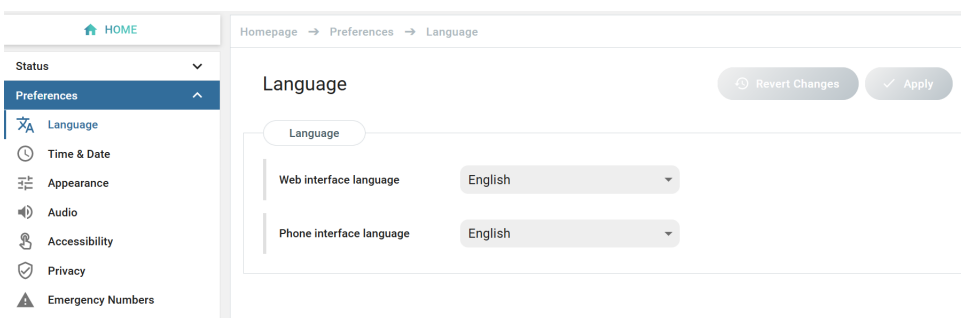 HOME
Homepage → Preferences → Language
Status
Preferences
Language
Time & Date
Appearance
Audio
Accessibility
Privacy
Emergency Numbers
Language
Revert Changes
Apply
Language
Web interface language
English
Phone interface language
English